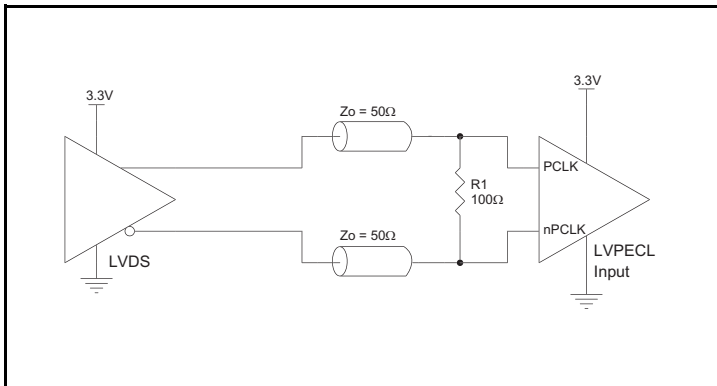 3.3V
3.3V
Zo = 50Ω
PCLK
R1
100Ω
Zo = 50Ω
nPCLK
LVDS
LVPECL
Input